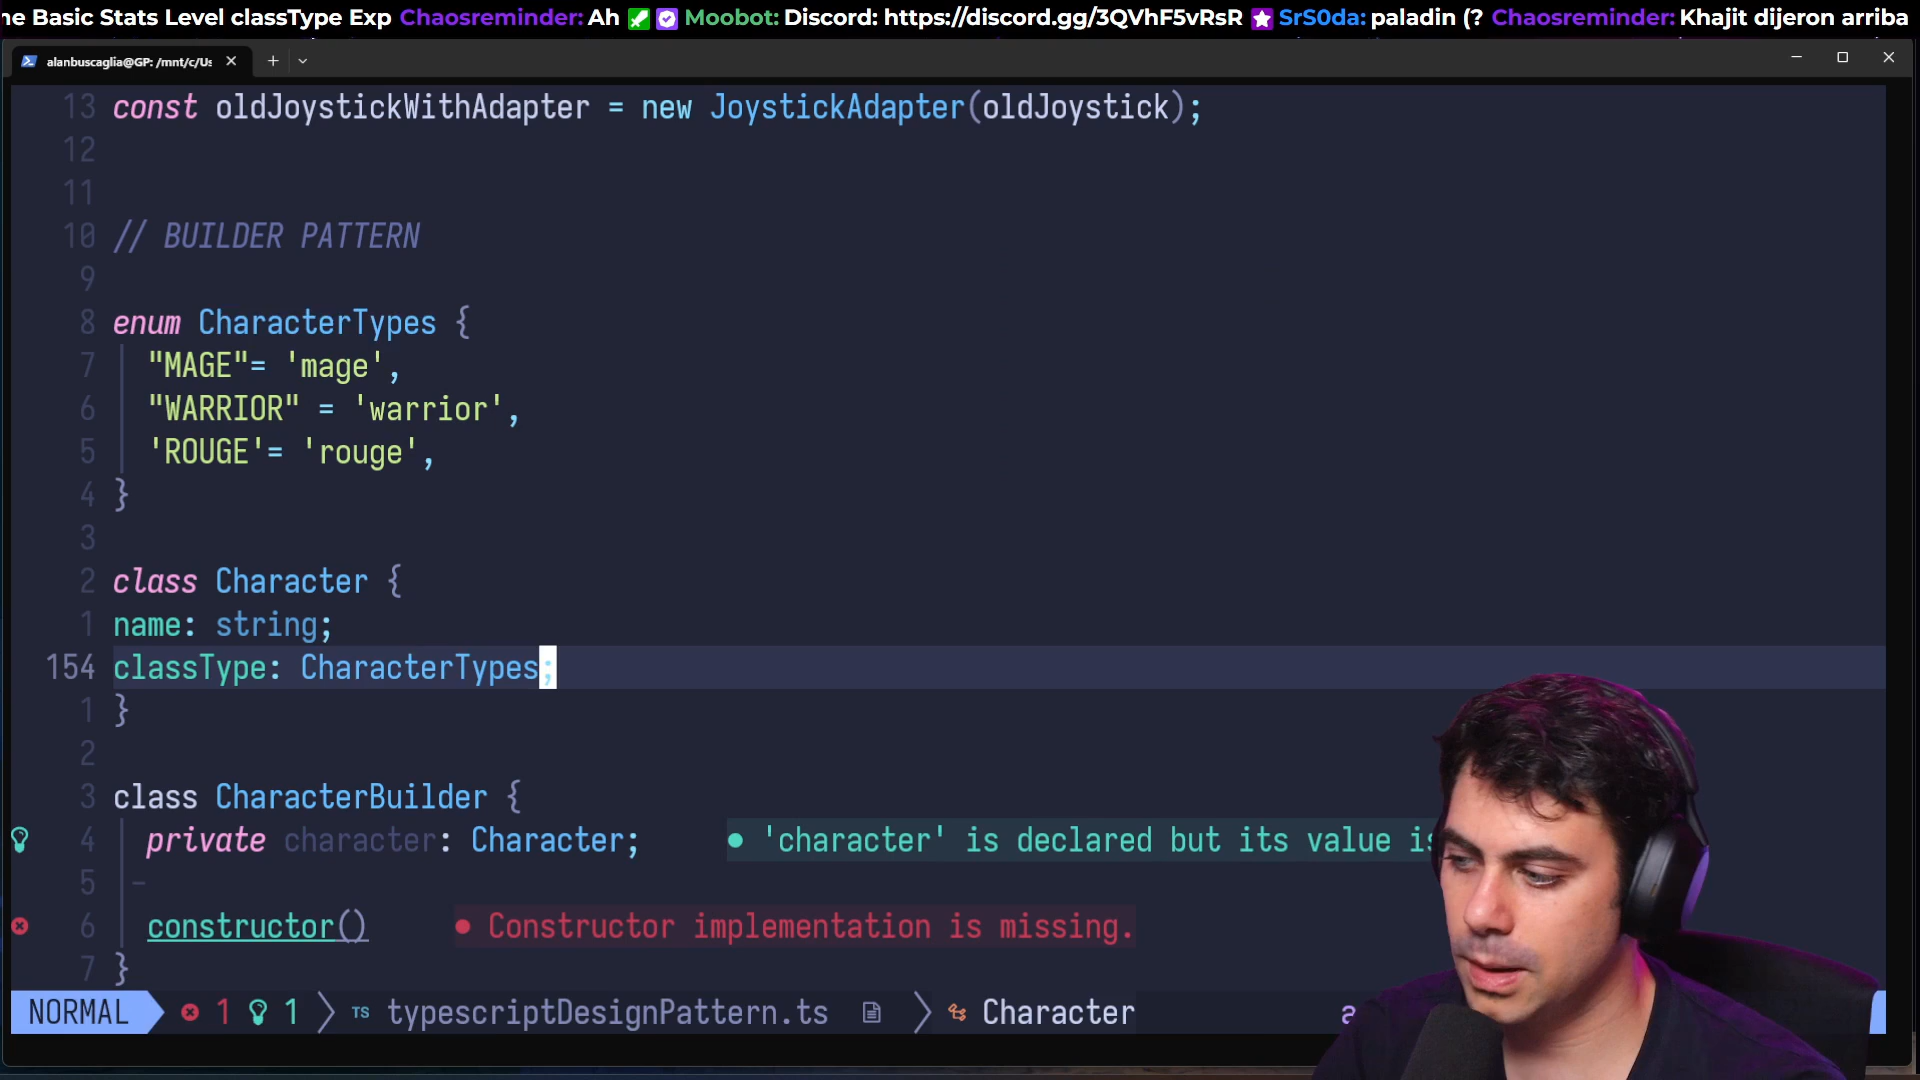 ne Basic Stats Level classType Exp Chaosreminder: Ah Moobot: Discord: https://discord.gg/3QVhF5vRsR SrS0da: paladin (? Chaosreminder: Khajit dijeron arriba
alanbuscaglia@GP: /mnt/c/Us
13 const oldJoystickWithAdapter = new JoystickAdapter(oldJoystick);
12
11
10 // BUILDER PATTERN
9
8 enum CharacterTypes {
7 "MAGE"= 'mage',
6 "WARRIOR" = 'warrior',
5 'ROUGE'= 'rouge',
4 }
3
2 class Character {
1 name: string;
154 classType: CharacterTypes;
1 }
2
3 class CharacterBuilder {
4 private character: Character; ● 'character' is declared but its value is
5 -
6 constructor() ● Constructor implementation is missing.
7 }
NORMAL 1 1 TS typescriptDesignPattern.ts Character a